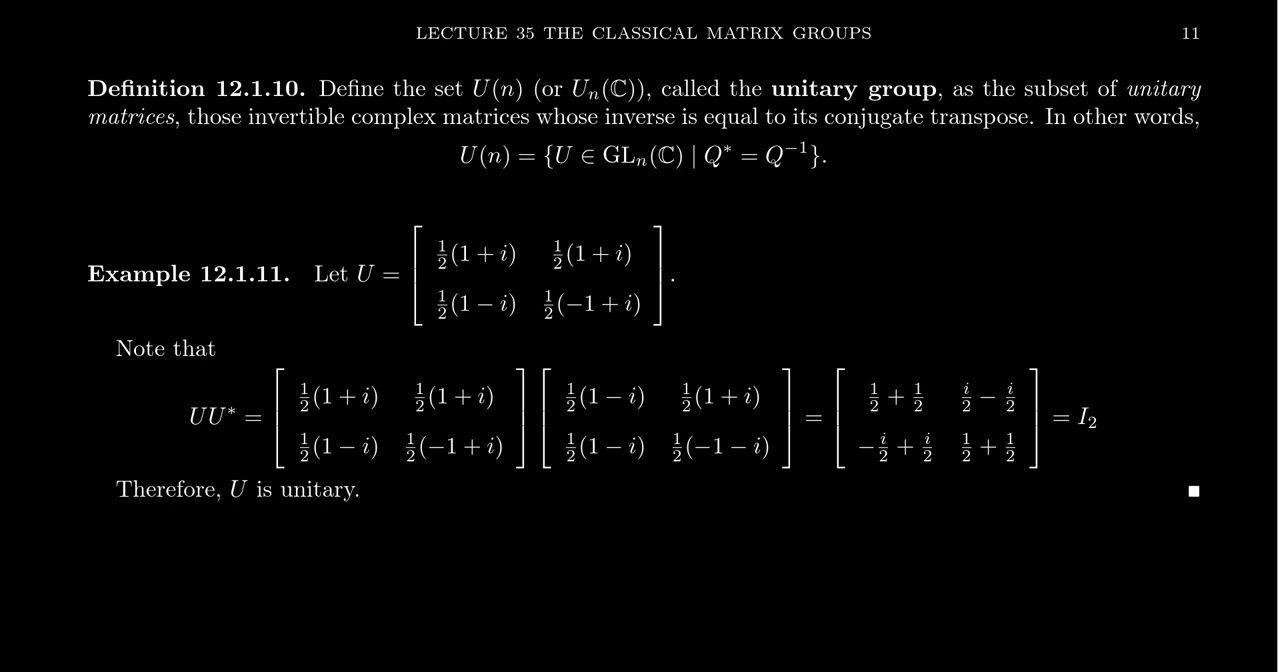 LECTURE 35 THE CLASSICAL MATRIX GROUPS 11
Definition 12.1.10. Define the set U(n) (or Uₙ(ℂ)), called the unitary group, as the subset of unitary
matrices, those invertible complex matrices whose inverse is equal to its conjugate transpose. In other words,
U(n) = {U ∈ GLₙ(ℂ) | Q* = Q⁻¹}.
Example 12.1.11. Let U = [ ½(1 + i) ½(1 + i) ; ½(1 − i) ½(−1 + i) ].
Note that
UU* = [ ½(1 + i) ½(1 + i) ; ½(1 − i) ½(−1 + i) ] [ ½(1 − i) ½(1 + i) ; ½(1 − i) ½(−1 − i) ] = [ ½ + ½ i/2 − i/2 ; −i/2 + i/2 ½ + ½ ] = I₂
Therefore, U is unitary. ■